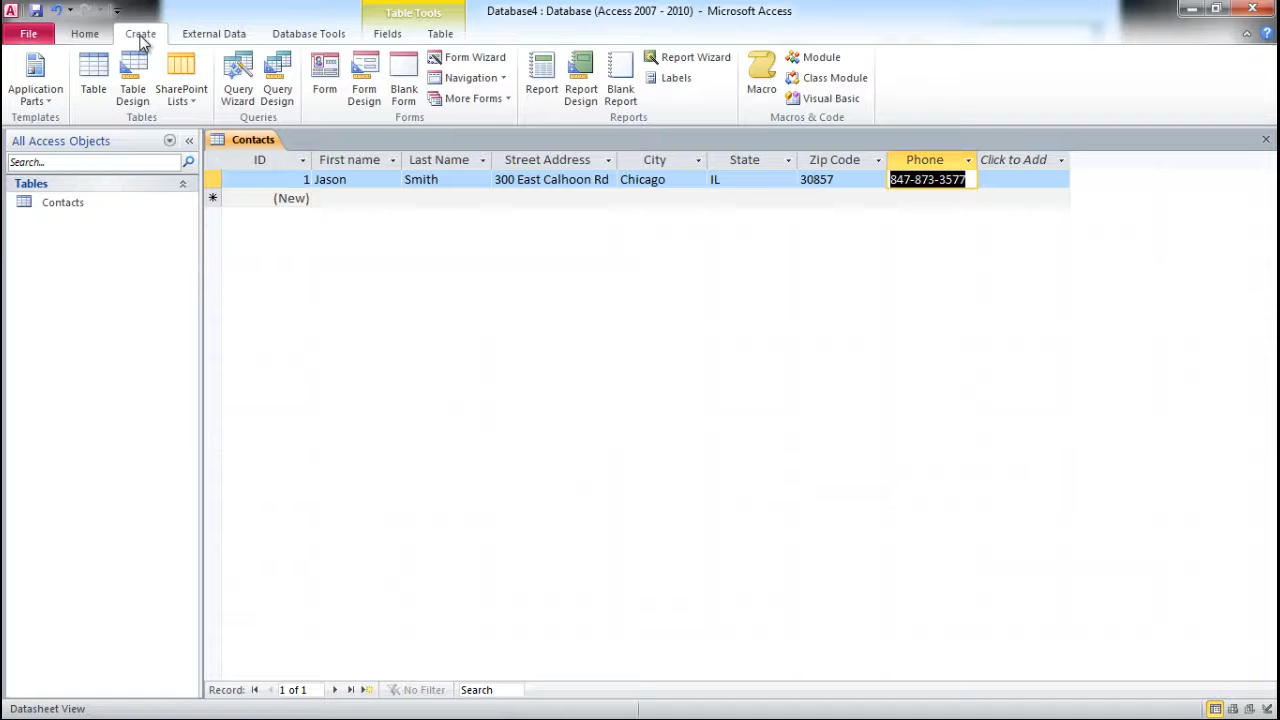 Table Tools
Database4 : Database (Access 2007 - 2010) - Microsoft Access
File Home Create External Data Database Tools Fields Table
Application Parts
Table
Table Design
SharePoint Lists
Query Wizard
Query Design
Form
Form Design
Blank Form
Form Wizard
Navigation
More Forms
Report
Report Design
Blank Report
Report Wizard
Labels
Macro
Module
Class Module
Visual Basic
Templates Tables Queries Forms Reports Macros & Code
All Access Objects
Search...
Tables
Contacts
Contacts
ID First name Last Name Street Address City State Zip Code Phone Click to Add
1 Jason Smith 300 East Calhoon Rd Chicago IL 30857 847-873-3577
(New)
Record: 1 of 1 No Filter Search
Datasheet View